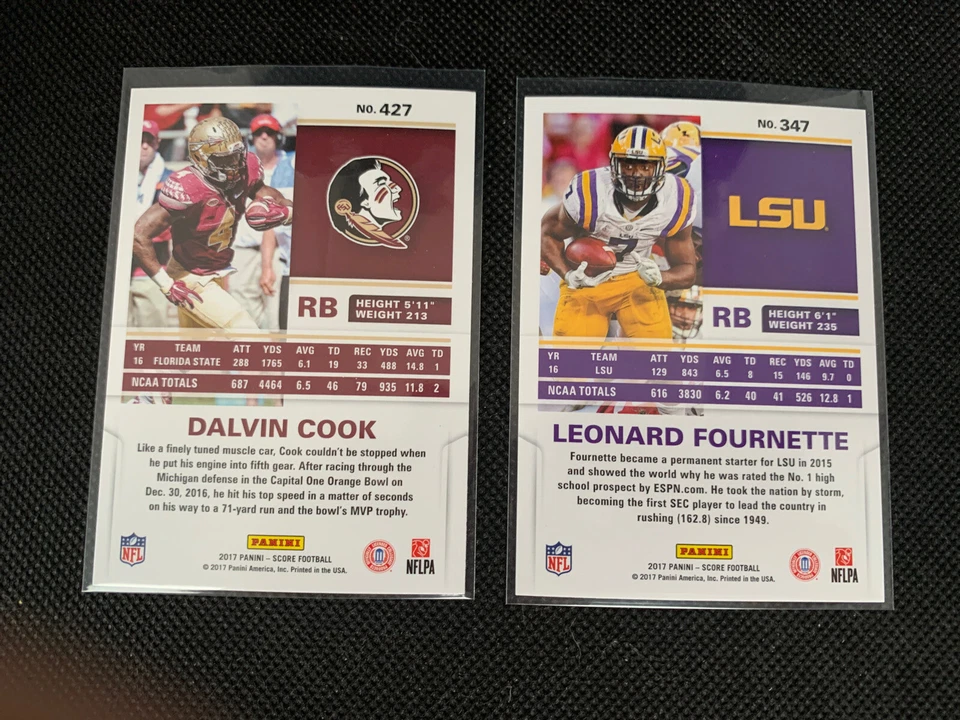 NO. 427
4
HEIGHT 5'11"
RB WEIGHT 213
YR TEAM ATT YDS AVG TD REC YDS AVG TD
16 FLORIDA STATE 288 1765 6.1 19 33 488 14.8 1
NCAA TOTALS 687 4464 6.5 46 79 935 11.8 2
DALVIN COOK
Like a finely tuned muscle car, Cook couldn't be stopped when
he put his engine into fifth gear. After racing through the
Michigan defense in the Capital One Orange Bowl on
Dec. 30, 2016, he hit his top speed in a matter of seconds
on his way to a 71-yard run and the bowl's MVP trophy.
NFL
PANINI
2017 PANINI – SCORE FOOTBALL
© 2017 Panini America, Inc. Printed in the USA.
NFLPA
NO. 347
LSU
7
LSU
HEIGHT 6'1"
RB WEIGHT 235
YR TEAM ATT YDS AVG TD REC YDS AVG TD
16 LSU 129 843 6.5 8 15 146 9.7 0
NCAA TOTALS 616 3830 6.2 40 41 526 12.8 1
LEONARD FOURNETTE
Fournette became a permanent starter for LSU in 2015
and showed the world why he was rated the No. 1 high
school prospect by ESPN.com. He took the nation by storm,
becoming the first SEC player to lead the country in
rushing (162.8) since 1949.
NFL
PANINI
2017 PANINI – SCORE FOOTBALL
© 2017 Panini America, Inc. Printed in the USA.
NFLPA